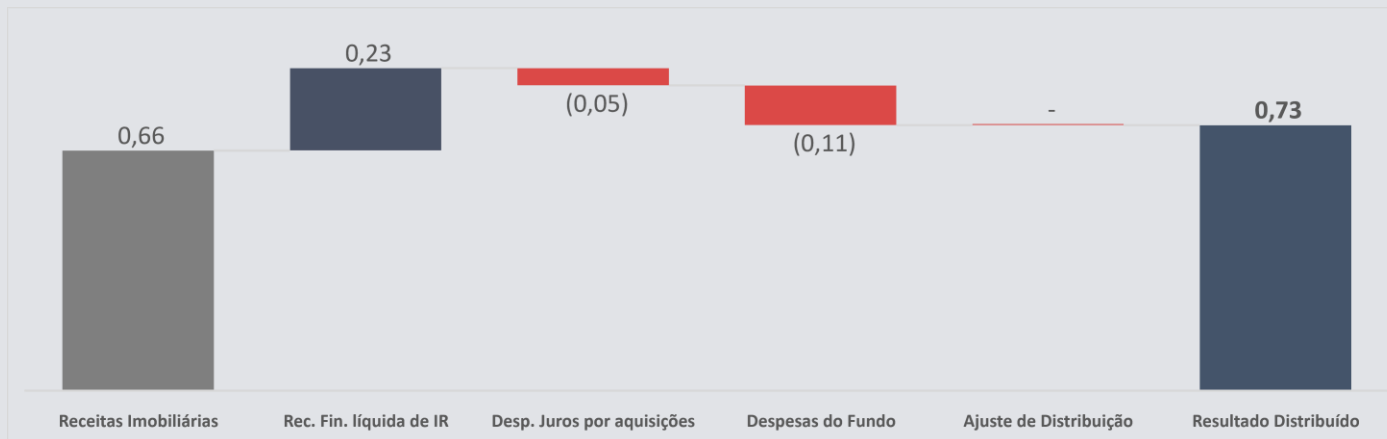 0,66
0,23
(0,05)
(0,11)
-
0,73
Receitas Imobiliárias
Rec. Fin. líquida de IR
Desp. Juros por aquisições
Despesas do Fundo
Ajuste de Distribuição
Resultado Distribuído